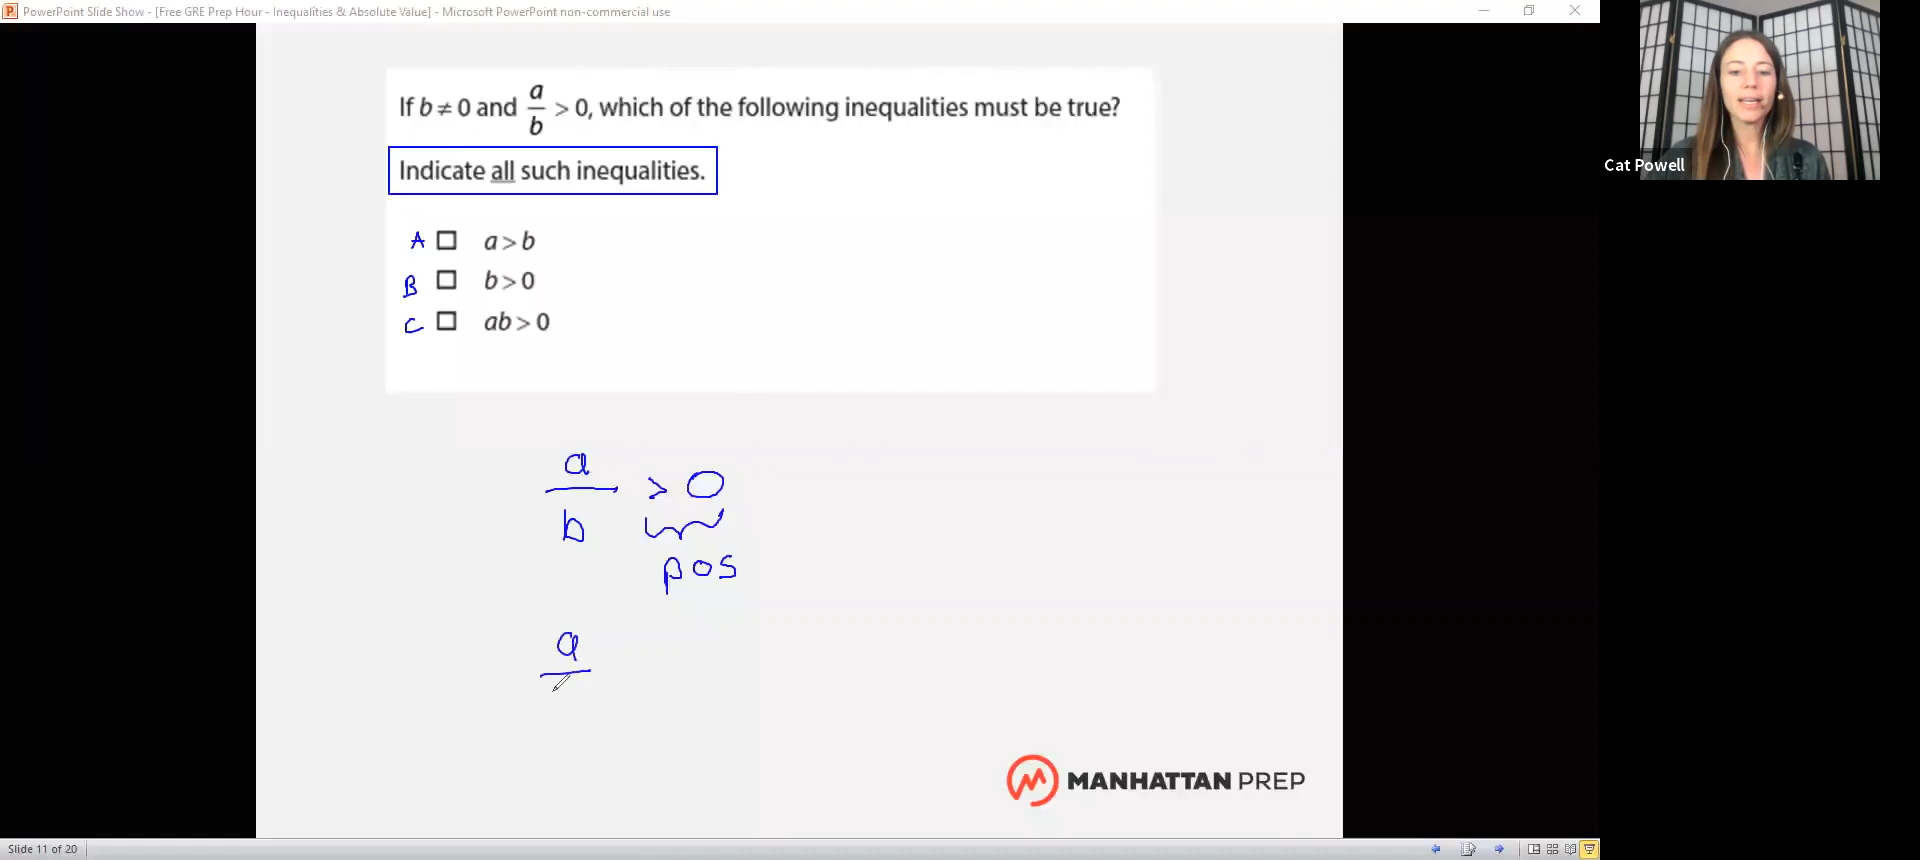 PowerPoint Slide Show - [Free GRE Prep Hour - Inequalities & Absolute Value] - Microsoft PowerPoint non-commercial use
Cat Powell
If b ≠ 0 and a/b > 0, which of the following inequalities must be true?
Indicate all such inequalities.
A a > b
B b > 0
C ab > 0
a/b > 0
pos
a
MANHATTAN PREP
Slide 11 of 20